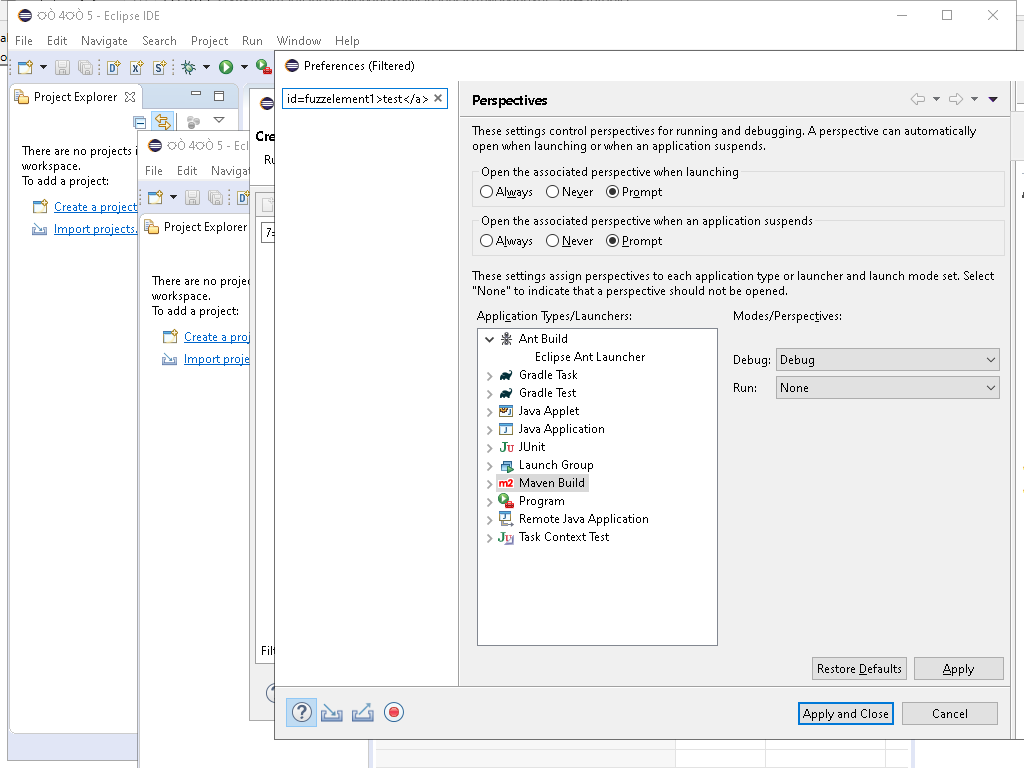 ԾÒ 4ԾÒ 5 - Eclipse IDE
File Edit Navigate Search Project Run Window Help
Project Explorer
There are no projects i
workspace.
To add a project:
Create a project
Import projects.
ԾÒ 4ԾÒ 5 - Ecl
File Edit Navigat
Project Explorer
There are no projec
workspace.
To add a project:
Create a proj
Import proje
Cre
Ru
7=
Filt
Preferences (Filtered)
id=fuzzelement1>test</a>
Perspectives
These settings control perspectives for running and debugging. A perspective can automatically
open when launching or when an application suspends.
Open the associated perspective when launching
Always Never Prompt
Open the associated perspective when an application suspends
Always Never Prompt
These settings assign perspectives to each application type or launcher and launch mode set. Select
"None" to indicate that a perspective should not be opened.
Application Types/Launchers:
Ant Build
Eclipse Ant Launcher
Gradle Task
Gradle Test
Java Applet
Java Application
JUnit
Launch Group
Maven Build
Program
Remote Java Application
Task Context Test
Modes/Perspectives:
Debug: Debug
Run: None
Restore Defaults Apply
Apply and Close Cancel